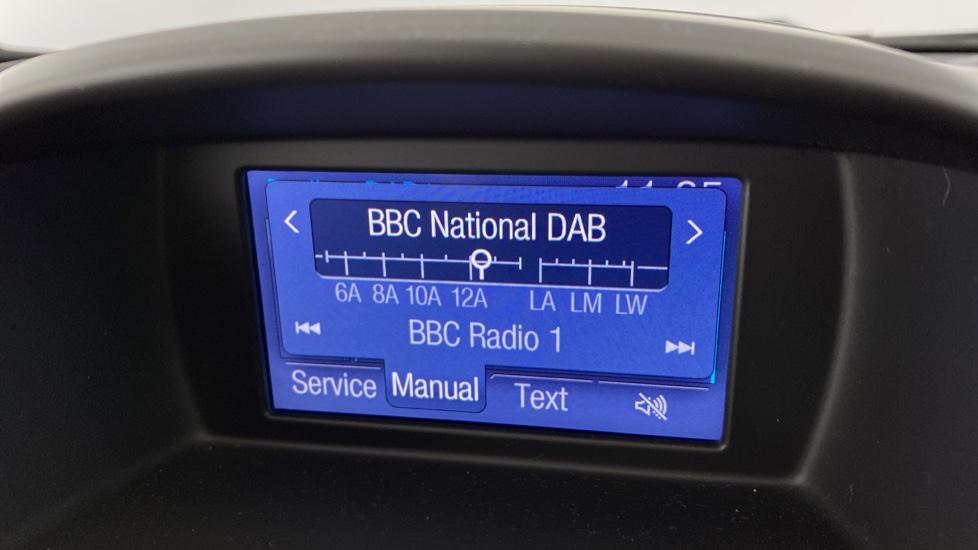 BBC National DAB
6A 8A 10A 12A LA LM LW
BBC Radio 1
Service Manual Text